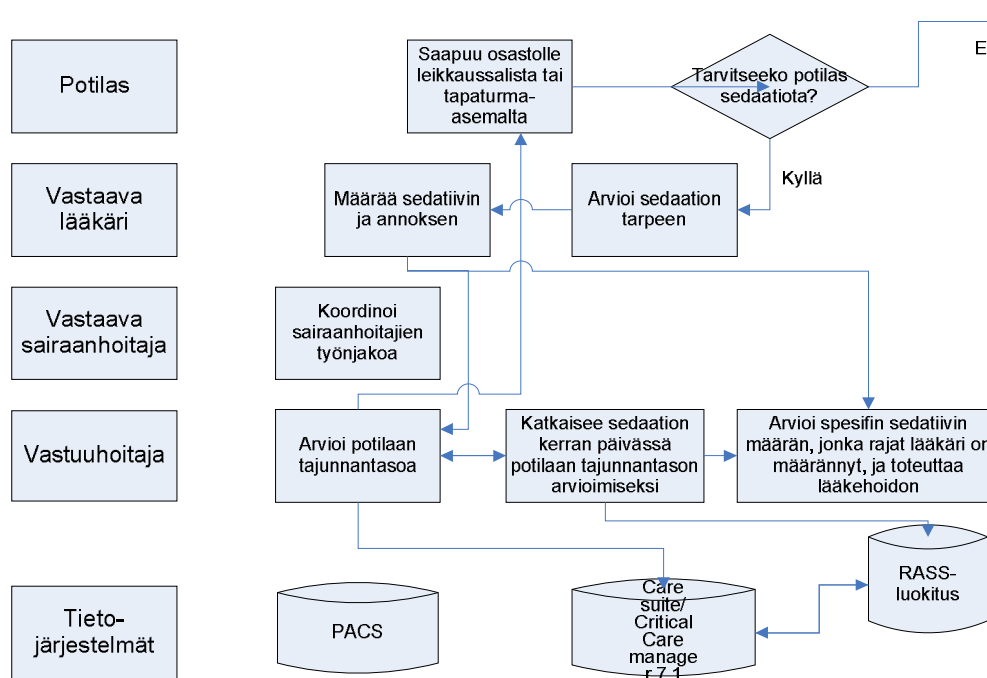 Potilas
Saapuu osastolle
leikkaussalista tai
tapaturma-
asemalta
Tarvitseeko potilas
sedaatiota?
E
Vastaava
lääkäri
Määrää sedatiivin
ja annoksen
Arvioi sedaation
tarpeen
Kyllä
Vastaava
sairaanhoitaja
Koordinoi
sairaanhoitajien
työnjakoa
Vastuuhoitaja
Arvioi potilaan
tajunnantasoa
Katkaisee sedaation
kerran päivässä
potilaan tajunnantason
arvioimiseksi
Arvioi spesifin sedatiivin
määrän, jonka rajat lääkäri on
määrännyt, ja toteuttaa
lääkehoidon
Tieto-
järjestelmät
PACS
Care
suite/
Critical
Care
manage
r 7.1
RASS-
luokitus